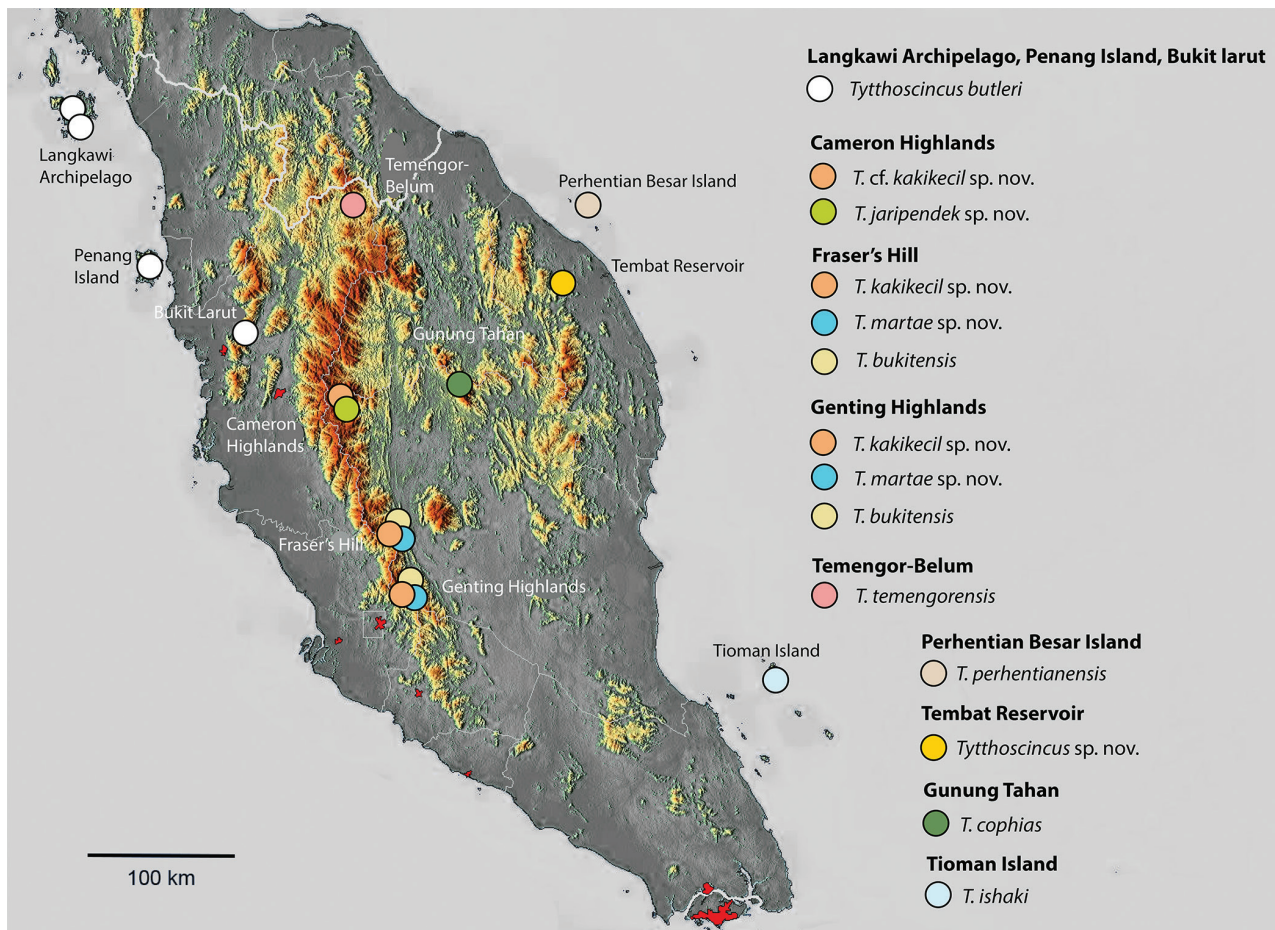 Langkawi
Archipelago
Penang
Island
Bukit Larut
Cameron
Highlands
Fraser's Hill
Genting Highlands
Temengor-
Belum
Gunung Tahan
Perhentian Besar Island
Tembat Reservoir
Tioman Island
100 km
Langkawi Archipelago, Penang Island, Bukit larut
Tytthoscincus butleri
Cameron Highlands
T. cf. kakikecil sp. nov.
T. jaripendek sp. nov.
Fraser's Hill
T. kakikecil sp. nov.
T. martae sp. nov.
T. bukitensis
Genting Highlands
T. kakikecil sp. nov.
T. martae sp. nov.
T. bukitensis
Temengor-Belum
T. temengorensis
Perhentian Besar Island
T. perhentianensis
Tembat Reservoir
Tytthoscincus sp. nov.
Gunung Tahan
T. cophias
Tioman Island
T. ishaki